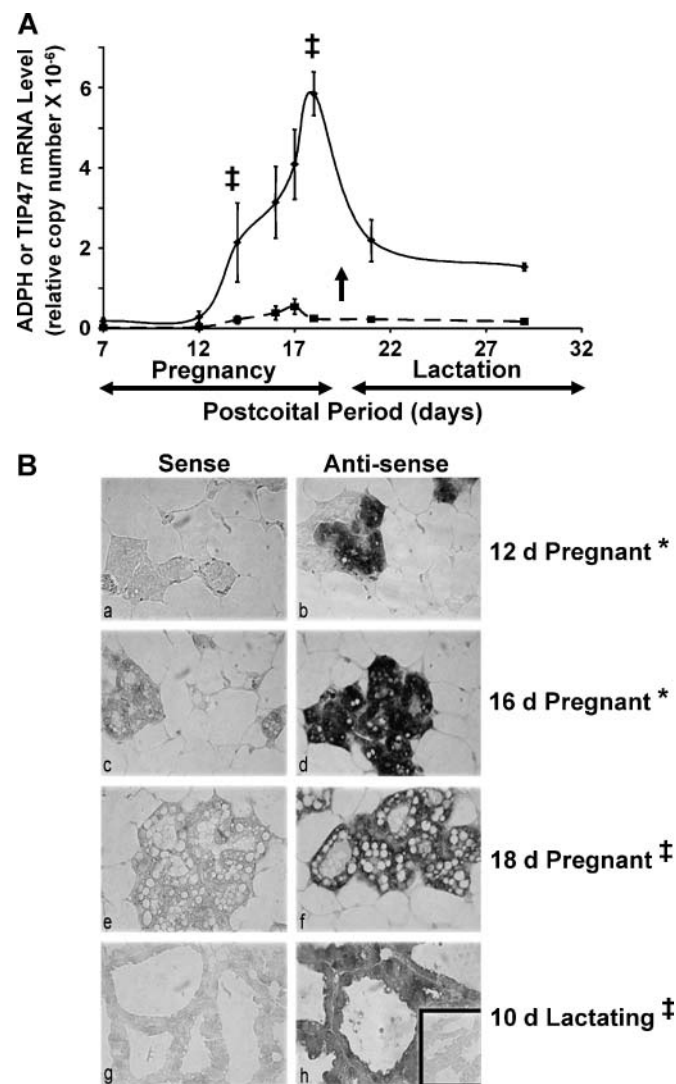 A
ADPH or TIP47 mRNA Level
(relative copy number X 10⁻⁶)
‡
‡
6
4
2
0
7 12 17 22 27 32
Pregnancy Lactation
Postcoital Period (days)
B
Sense Anti-sense
a b 12 d Pregnant *
c d 16 d Pregnant *
e f 18 d Pregnant ‡
g h 10 d Lactating ‡